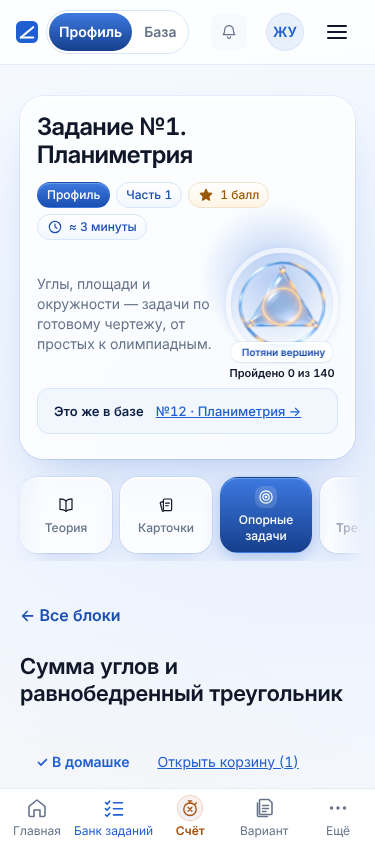 Профиль База ЖУ
Задание №1.
Планиметрия
Профиль Часть 1 1 балл
≈ 3 минуты
Углы, площади и
окружности — задачи по
готовому чертежу, от
простых к олимпиадным.
Потяни вершину
Пройдено 0 из 140
Это же в базе №12 · Планиметрия →
Теория Карточки Опорные
задачи
Тре
← Все блоки
Сумма углов и
равнобедренный треугольник
✓ В домашке Открыть корзину (1)
Главная Банк заданий Счёт Вариант Ещё